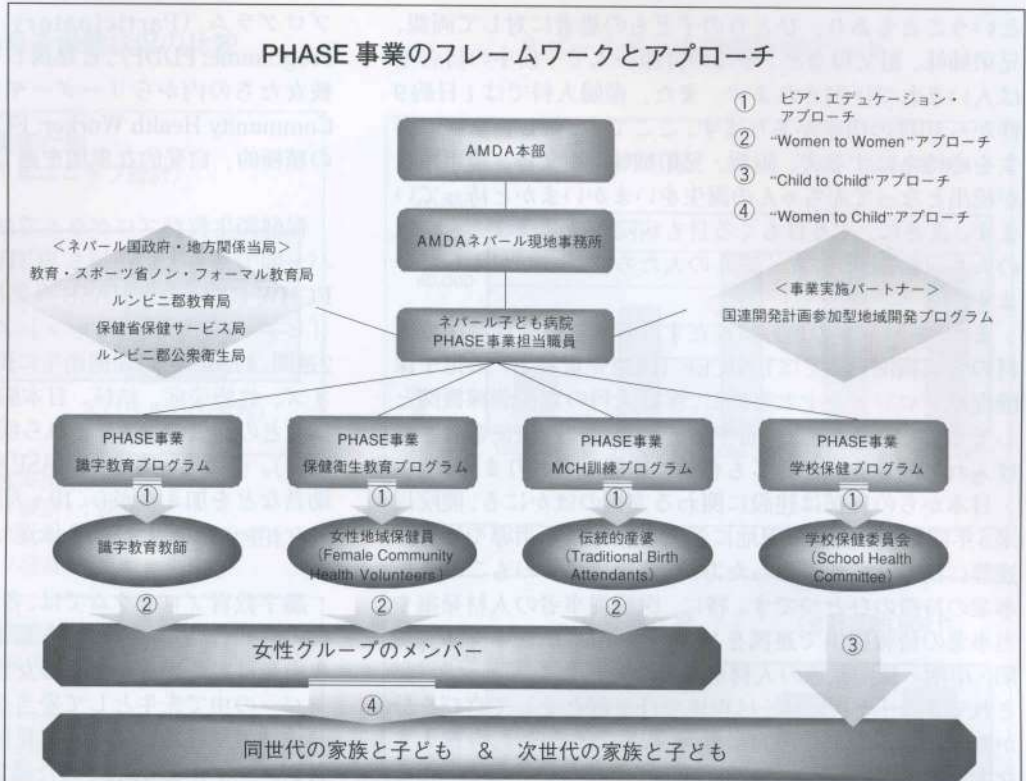 PHASE 事業のフレームワークとアプローチ
① ピア・エデュケーション・
アプローチ
② "Women to Women"アプローチ
③ "Child to Child"アプローチ
④ "Women to Child"アプローチ
AMDA本部
AMDAネパール現地事務所
＜ネパール国政府・地方関係当局＞
教育・スポーツ省ノン・フォーマル教育局
ルンビニ郡教育局
保健省保健サービス局
ルンビニ郡公衆衛生局
＜事業実施パートナー＞
国連開発計画参加型地域開発プログラム
ネパール子ども病院
PHASE事業担当職員
PHASE事業
識字教育プログラム
PHASE事業
保健衛生教育プログラム
PHASE事業
MCH訓練プログラム
PHASE事業
学校保健プログラム
①
①
①
①
識字教育教師
女性地域保健員
（Female Community
Health Volunteers）
伝統的産婆
（Traditional Birth
Attendants）
学校保健委員会
（School Health
Committee）
②
②
②
③
女性グループのメンバー
④
同世代の家族と子ども ＆ 次世代の家族と子ども